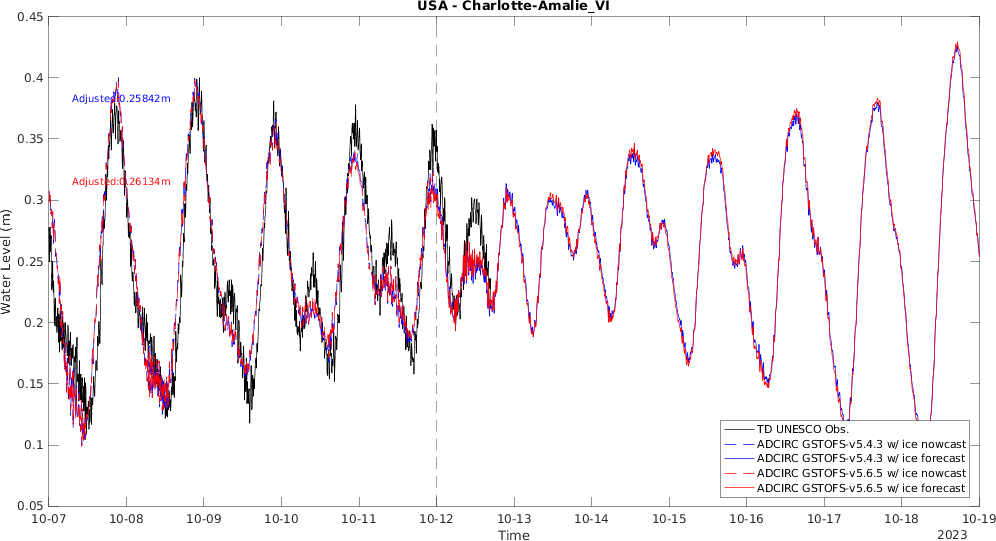 USA - Charlotte-Amalie_VI
0.45
0.4
0.35
0.3
0.25
0.2
0.15
0.1
0.05
Water Level (m)
Adjusted:0.25842m
Adjusted:0.26134m
TD UNESCO Obs.
ADCIRC GSTOFS-v5.4.3 w/ ice nowcast
ADCIRC GSTOFS-v5.4.3 w/ ice forecast
ADCIRC GSTOFS-v5.6.5 w/ ice nowcast
ADCIRC GSTOFS-v5.6.5 w/ ice forecast
10-07 10-08 10-09 10-10 10-11 10-12 10-13 10-14 10-15 10-16 10-17 10-18 10-19
Time
2023